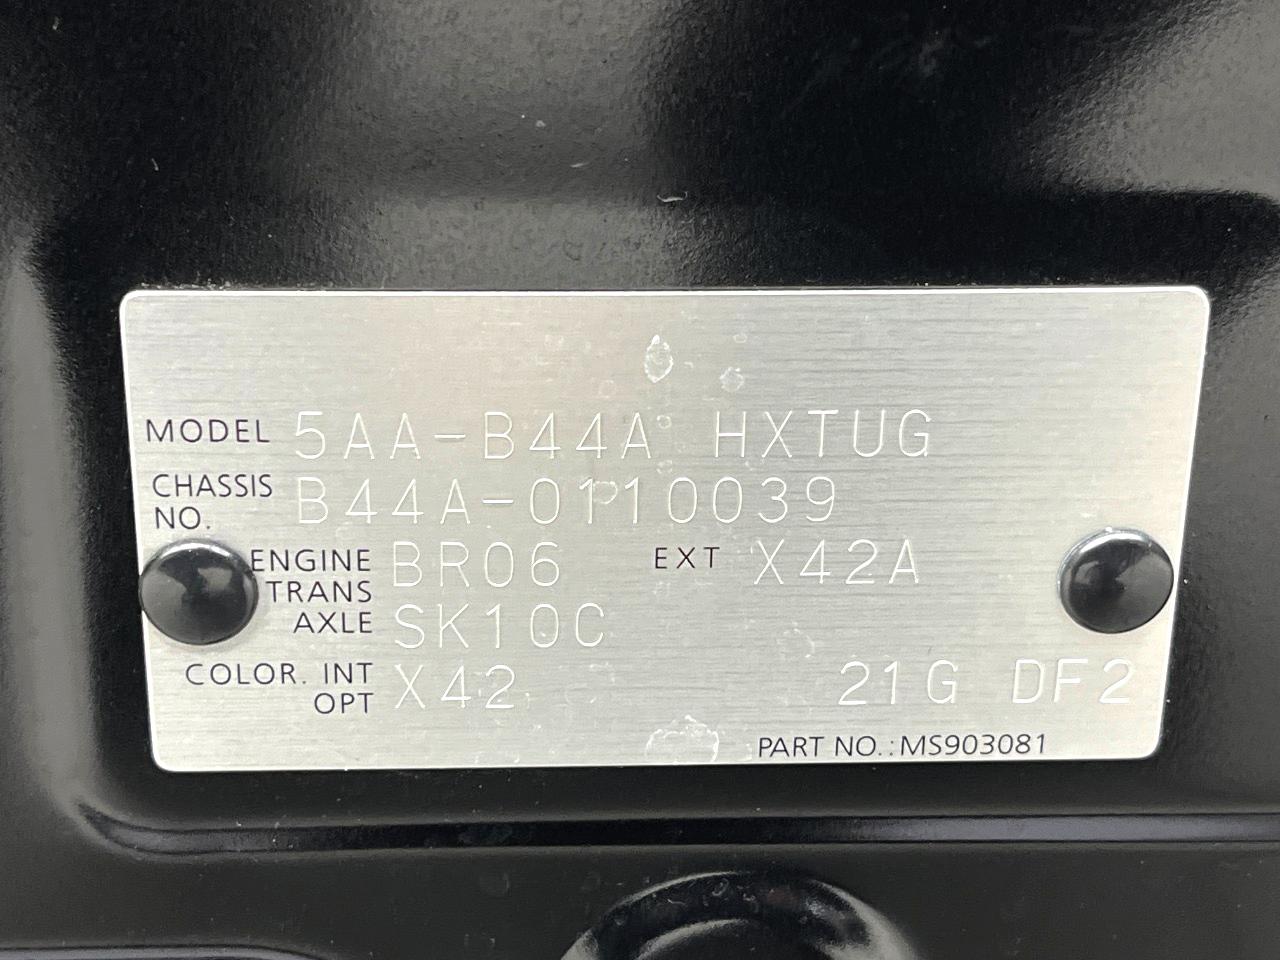 MODEL 5AA-B44A HXTUG
CHASSIS NO. B44A-0110039
ENGINE BR06 EXT X42A
TRANS AXLE SK10C
COLOR. INT X42
OPT 21G DF2
PART NO.:MS903081